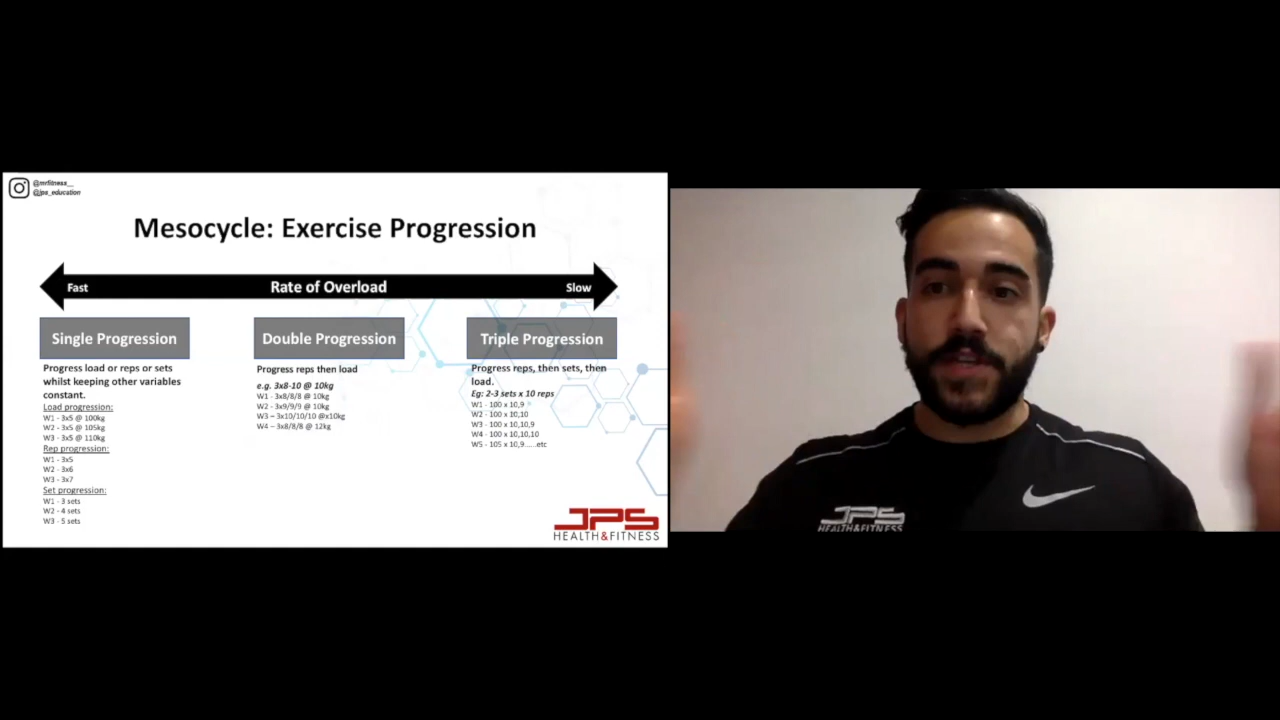 @mrfitness__
@jps_education
Mesocycle: Exercise Progression
Fast
Rate of Overload
Slow
Single Progression
Progress load or reps or sets
whilst keeping other variables
constant.
Load progression:
W1 - 3x5 @ 100kg
W2 - 3x5 @ 105kg
W3 - 3x5 @ 110kg
Rep progression:
W1 - 3x5
W2 - 3x6
W3 - 3x7
Set progression:
W1 - 3 sets
W2 - 4 sets
W3 - 5 sets
Double Progression
Progress reps then load
e.g. 3x8-10 @ 10kg
W1 - 3x8/8/8 @ 10kg
W2 - 3x9/9/9 @ 10kg
W3 – 3x10/10/10 @x10kg
W4 – 3x8/8/8 @ 12kg
Triple Progression
Progress reps, then sets, then
load.
Eg: 2-3 sets x 10 reps
W1 - 100 x 10,9
W2 - 100 x 10,10
W3 - 100 x 10,10,9
W4 - 100 x 10,10,10
W5 - 105 x 10,9......etc
JPS
HEALTH&FITNESS
JPS
HEALTH&FITNESS